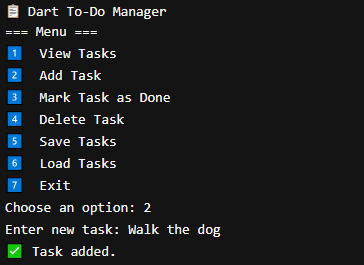 📋 Dart To-Do Manager
=== Menu ===
1️⃣ View Tasks
2️⃣ Add Task
3️⃣ Mark Task as Done
4️⃣ Delete Task
5️⃣ Save Tasks
6️⃣ Load Tasks
7️⃣ Exit
Choose an option: 2
Enter new task: Walk the dog
✅ Task added.